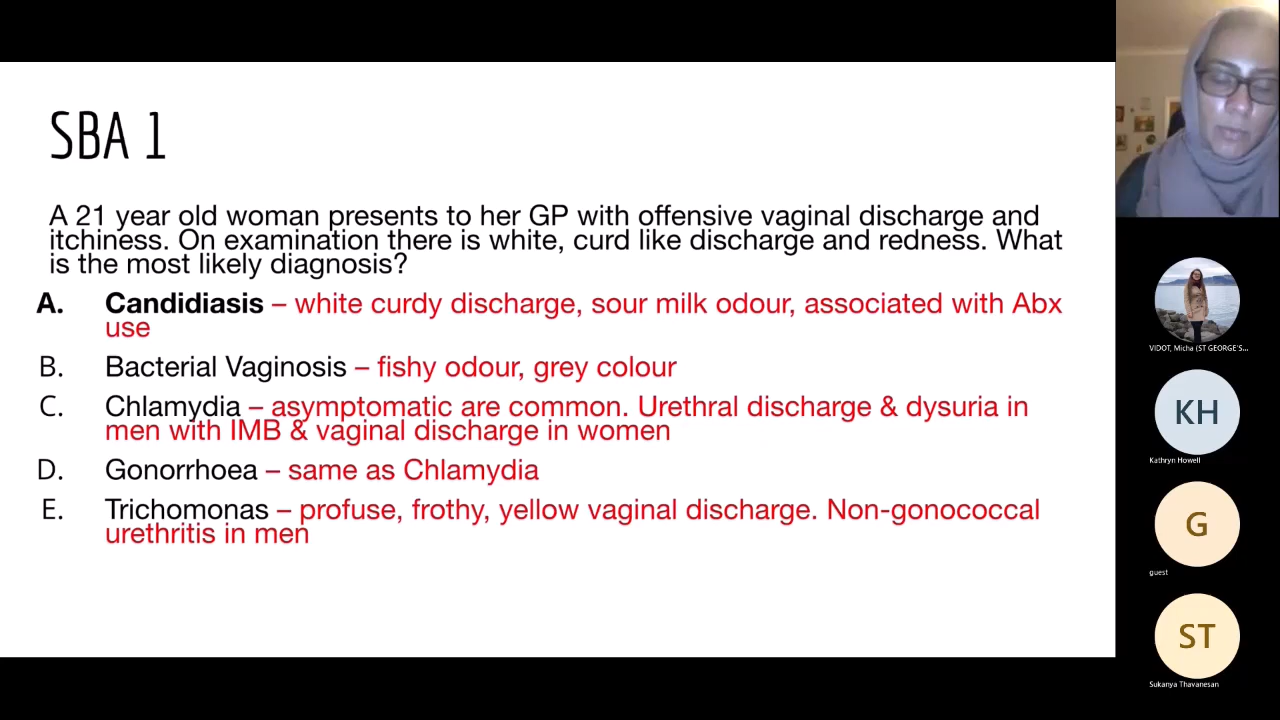 SBA 1
A 21 year old woman presents to her GP with offensive vaginal discharge and
itchiness. On examination there is white, curd like discharge and redness. What
is the most likely diagnosis?
A. Candidiasis – white curdy discharge, sour milk odour, associated with Abx
use
B. Bacterial Vaginosis – fishy odour, grey colour
C. Chlamydia – asymptomatic are common. Urethral discharge & dysuria in
men with IMB & vaginal discharge in women
D. Gonorrhoea – same as Chlamydia
E. Trichomonas – profuse, frothy, yellow vaginal discharge. Non-gonococcal
urethritis in men
VIDOT, Micha (ST GEORGE'S...
KH
Kathryn Howell
G
guest
ST
Sukanya Thavanesan